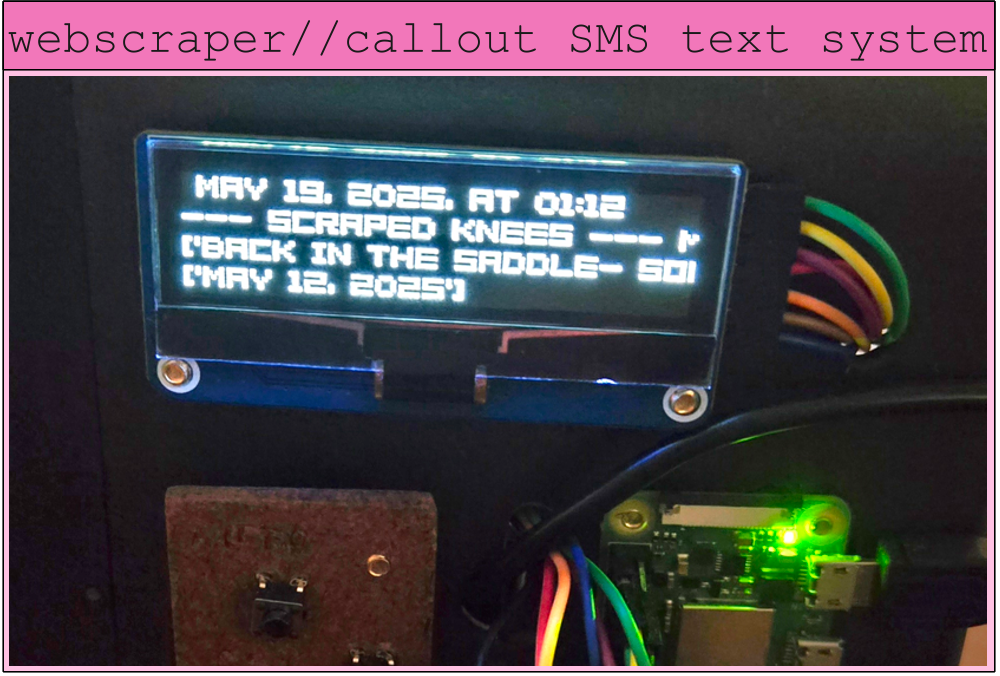 webscraper//callout SMS text system
MAY 19, 2025, AT 01:12
--- SCRAPED KNEES ---
['BACK IN THE SADDLE-
['MAY 12, 2025']